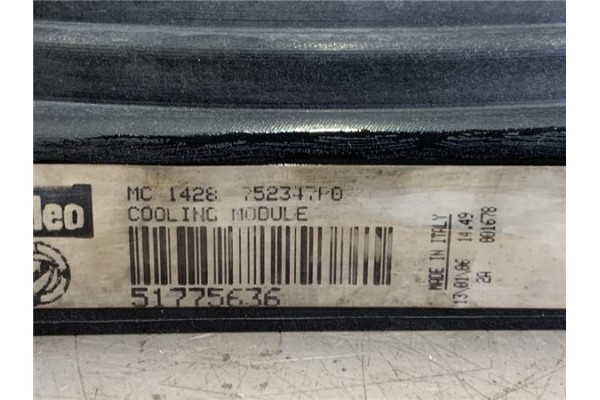 leo
MC 1428 752347P0
COOLING MODULE
51775636
MADE IN ITALY
13\01\06 14.49
2A 001678